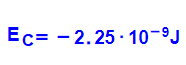 E_C = −2.25·10⁻⁹J